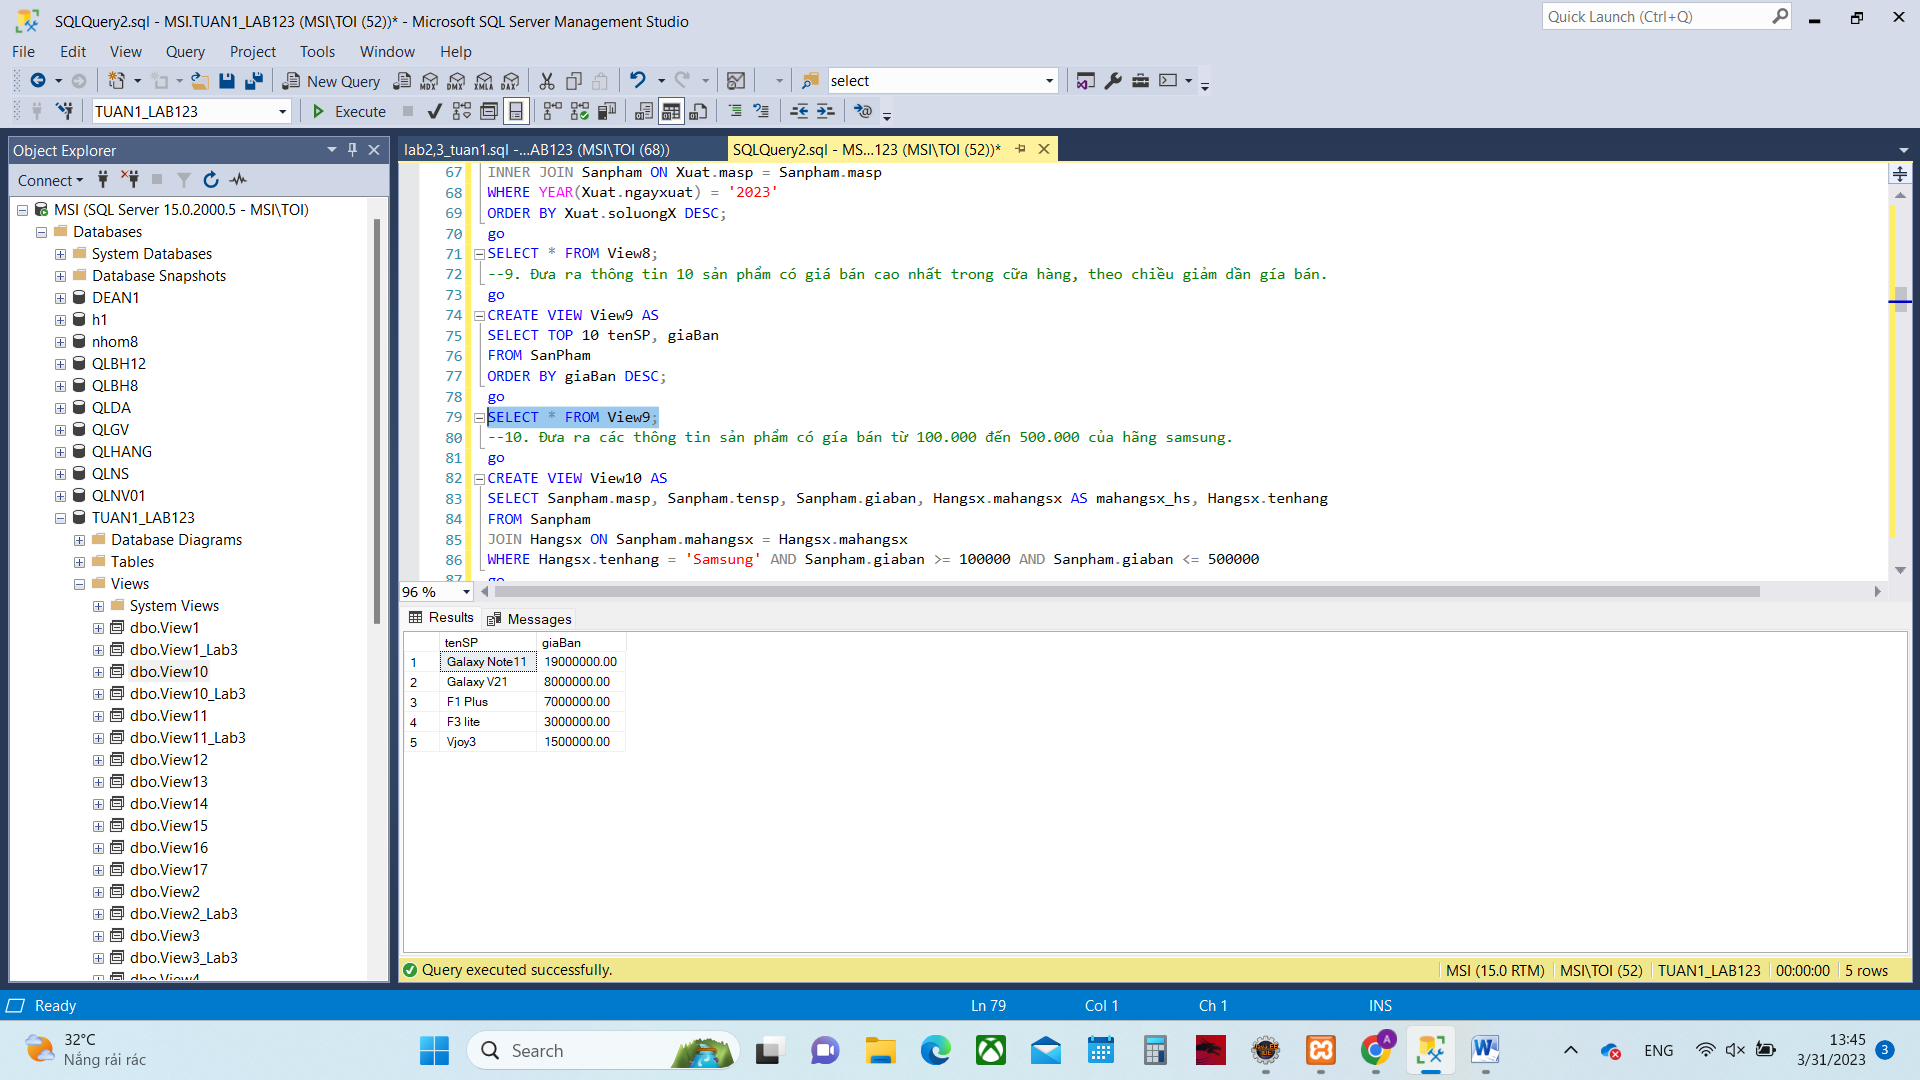 SQLQuery2.sql - MSI.TUAN1_LAB123 (MSI\TOI (52))* - Microsoft SQL Server Management Studio
Quick Launch (Ctrl+Q)
File Edit View Query Project Tools Window Help
New Query
MDX DMX XMLA DAX
select
TUAN1_LAB123
Execute
Object Explorer
Connect
MSI (SQL Server 15.0.2000.5 - MSI\TOI)
Databases
System Databases
Database Snapshots
DEAN1
h1
nhom8
QLBH12
QLBH8
QLDA
QLGV
QLHANG
QLNS
QLNV01
TUAN1_LAB123
Database Diagrams
Tables
Views
System Views
dbo.View1
dbo.View1_Lab3
dbo.View10
dbo.View10_Lab3
dbo.View11
dbo.View11_Lab3
dbo.View12
dbo.View13
dbo.View14
dbo.View15
dbo.View16
dbo.View17
dbo.View2
dbo.View2_Lab3
dbo.View3
dbo.View3_Lab3
dbo.View4
lab2,3_tuan1.sql -...AB123 (MSI\TOI (68))
SQLQuery2.sql - MS...123 (MSI\TOI (52))*
67 INNER JOIN Sanpham ON Xuat.masp = Sanpham.masp
68 WHERE YEAR(Xuat.ngayxuat) = '2023'
69 ORDER BY Xuat.soluongX DESC;
70 go
71 SELECT * FROM View8;
72 --9. Đưa ra thông tin 10 sản phẩm có giá bán cao nhất trong cữa hàng, theo chiều giảm dần gía bán.
73 go
74 CREATE VIEW View9 AS
75 SELECT TOP 10 tenSP, giaBan
76 FROM SanPham
77 ORDER BY giaBan DESC;
78 go
79 SELECT * FROM View9;
80 --10. Đưa ra các thông tin sản phẩm có gía bán từ 100.000 đến 500.000 của hãng samsung.
81 go
82 CREATE VIEW View10 AS
83 SELECT Sanpham.masp, Sanpham.tensp, Sanpham.giaban, Hangsx.mahangsx AS mahangsx_hs, Hangsx.tenhang
84 FROM Sanpham
85 JOIN Hangsx ON Sanpham.mahangsx = Hangsx.mahangsx
86 WHERE Hangsx.tenhang = 'Samsung' AND Sanpham.giaban >= 100000 AND Sanpham.giaban <= 500000
87 go
96 %
Results Messages
tenSP giaBan
1 Galaxy Note11 19000000.00
2 Galaxy V21 8000000.00
3 F1 Plus 7000000.00
4 F3 lite 3000000.00
5 Vjoy3 1500000.00
Query executed successfully.
MSI (15.0 RTM) MSI\TOI (52) TUAN1_LAB123 00:00:00 5 rows
Ready
Ln 79 Col 1 Ch 1 INS
32°C
Nắng rải rác
Search
ENG
13:45
3/31/2023
3